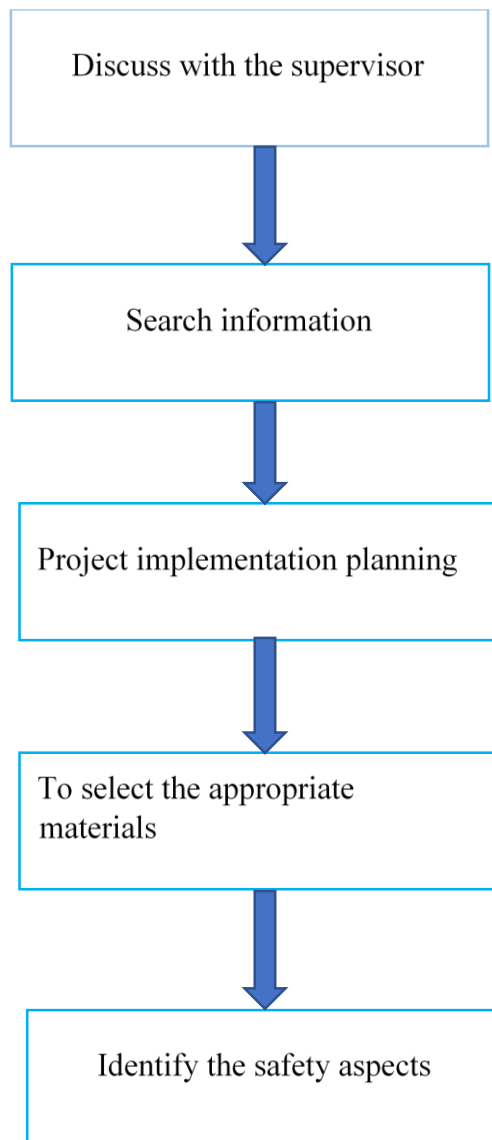 Discuss with the supervisor
Search information
Project implementation planning
To select the appropriate
materials
Identify the safety aspects